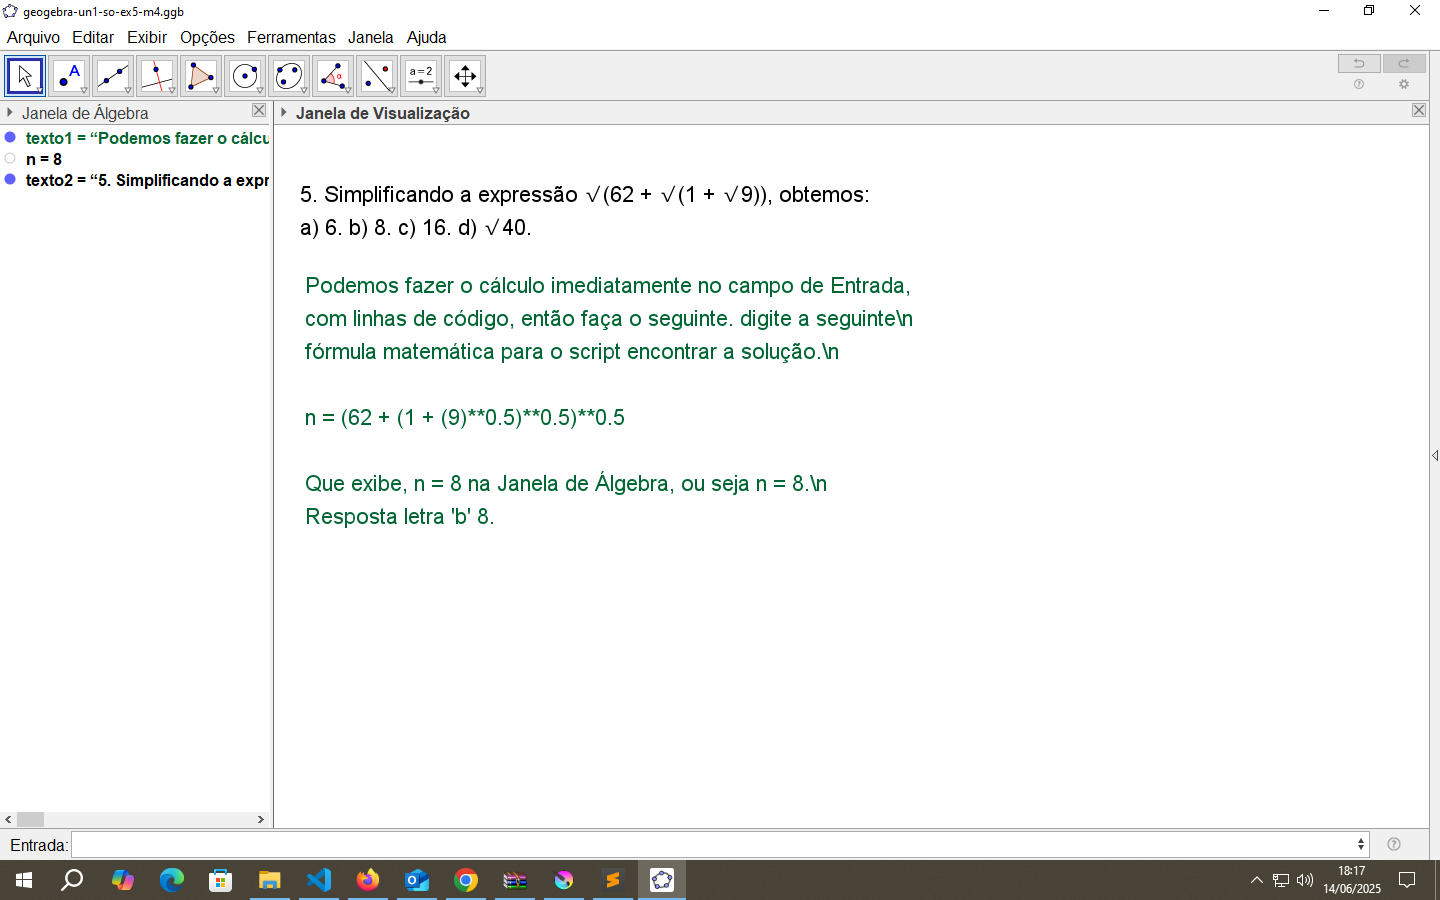 geogebra-un1-so-ex5-m4.ggb
Arquivo Editar Exibir Opções Ferramentas Janela Ajuda
A
α
a=2
Janela de Álgebra
Janela de Visualização
texto1 = “Podemos fazer o cálcu
n = 8
texto2 = “5. Simplificando a expr
5. Simplificando a expressão √(62 + √(1 + √9)), obtemos:
a) 6. b) 8. c) 16. d) √40.
Podemos fazer o cálculo imediatamente no campo de Entrada,
com linhas de código, então faça o seguinte. digite a seguinte\n
fórmula matemática para o script encontrar a solução.\n
n = (62 + (1 + (9)**0.5)**0.5)**0.5
Que exibe, n = 8 na Janela de Álgebra, ou seja n = 8.\n
Resposta letra 'b' 8.
Entrada:
18:17
14/06/2025